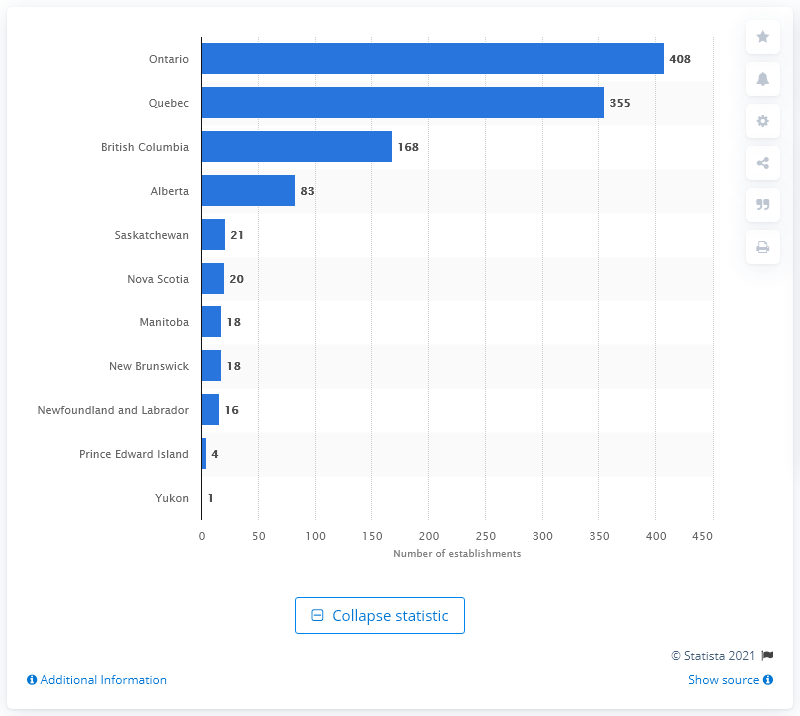 Ontario 408
Quebec 355
British Columbia 168
Alberta 83
Saskatchewan 21
Nova Scotia 20
Manitoba 18
New Brunswick 18
Newfoundland and Labrador 16
Prince Edward Island 4
Yukon 1
0 50 100 150 200 250 300 350 400 450
Number of establishments
Collapse statistic
© Statista 2021
Additional Information Show source